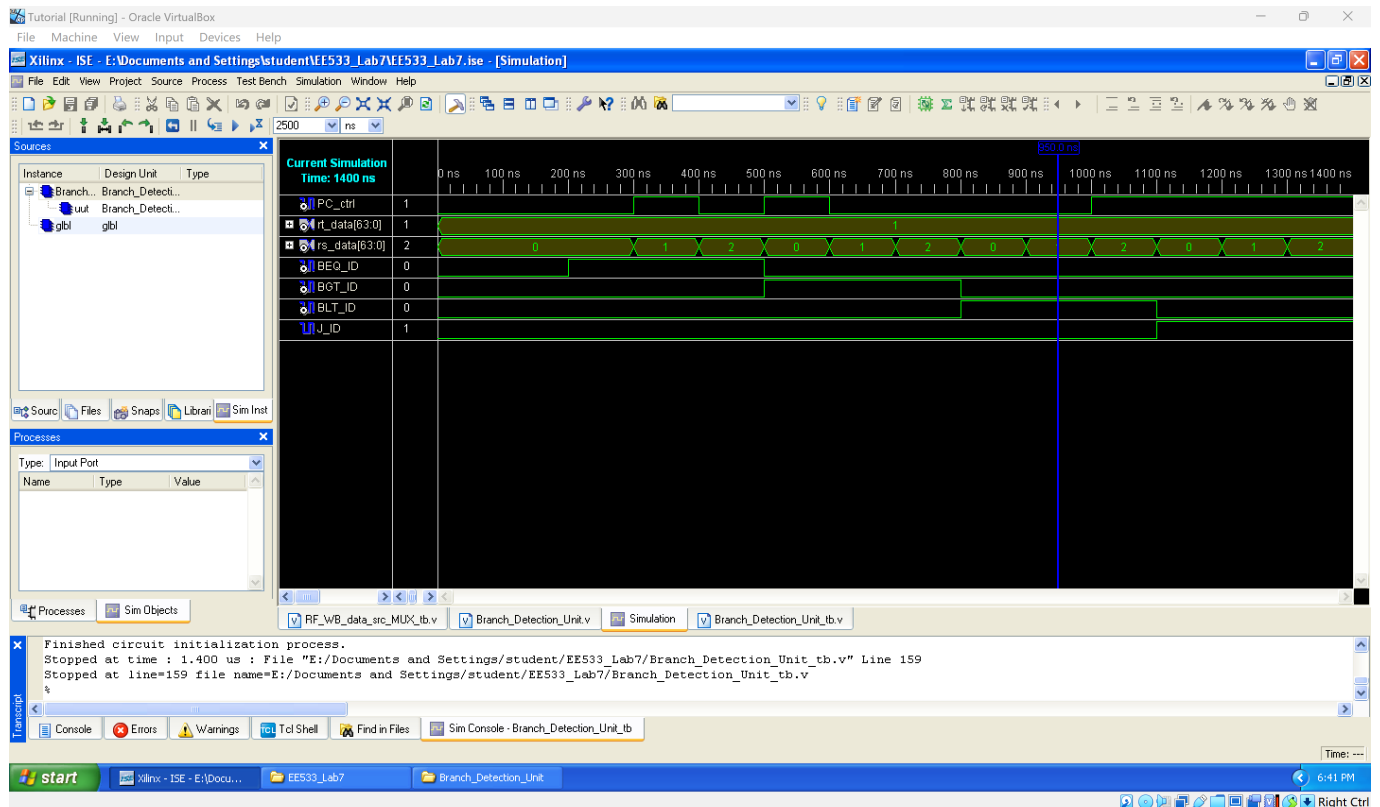 Tutorial [Running] - Oracle VirtualBox
File Machine View Input Devices Help
Xilinx - ISE - E:\Documents and Settings\student\EE533_Lab7\EE533_Lab7.ise - [Simulation]
File Edit View Project Source Process Test Bench Simulation Window Help
2500 ns
Sources
Instance Design Unit Type
Branch... Branch_Detecti...
uut Branch_Detecti...
glbl glbl
Sourc Files Snaps Librari Sim Inst
Processes
Type: Input Port
Name Type Value
Processes Sim Objects
950.0 ns
Current Simulation
Time: 1400 ns
0 ns 100 ns 200 ns 300 ns 400 ns 500 ns 600 ns 700 ns 800 ns 900 ns 1000 ns 1100 ns 1200 ns 1300 ns 1400 ns
PC_ctrl 1
rt_data[63:0] 1 1
rs_data[63:0] 2 0 1 2 0 1 2 0 2 0 1 2
BEQ_ID 0
BGT_ID 0
BLT_ID 0
J_ID 1
RF_WB_data_src_MUX_tb.v Branch_Detection_Unit.v Simulation Branch_Detection_Unit_tb.v
Finished circuit initialization process.
Stopped at time : 1.400 us : File "E:/Documents and Settings/student/EE533_Lab7/Branch_Detection_Unit_tb.v" Line 159
Stopped at line=159 file name=E:/Documents and Settings/student/EE533_Lab7/Branch_Detection_Unit_tb.v
%
Transcript
Console Errors Warnings Tcl Shell Find in Files Sim Console - Branch_Detection_Unit_tb
Time: ---
start Xilinx - ISE - E:\Docu... EE533_Lab7 Branch_Detection_Unit 6:41 PM
Right Ctrl